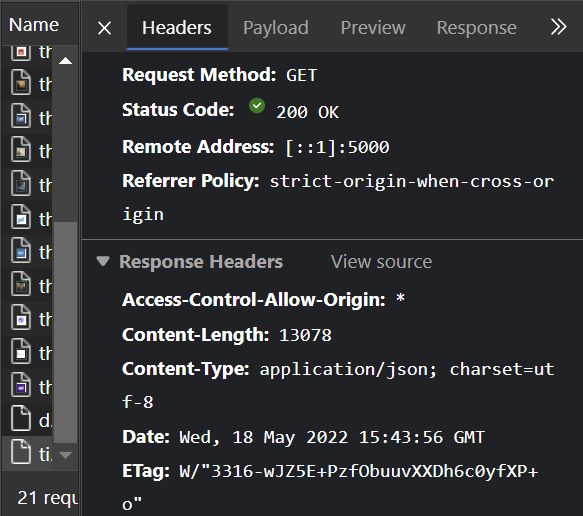 Name
Headers Payload Preview Response
Request Method: GET
th
Status Code: 200 OK
th
Remote Address: [::1]:5000
th
Referrer Policy: strict-origin-when-cross-or
th
igin
th
th
Response Headers View source
th
Access-Control-Allow-Origin: *
th
Content-Length: 13078
th
Content-Type: application/json; charset=ut
th
f-8
th
d.
Date: Wed, 18 May 2022 15:43:56 GMT
ti.
ETag: W/"3316-wJZ5E+PzfObuuvXXDh6c0yfXP+
21 requ
o"